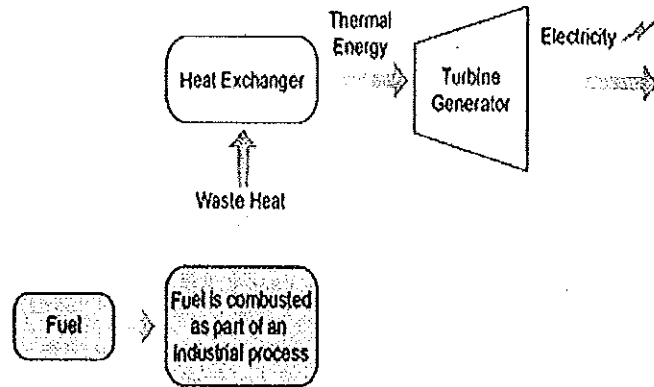 Thermal
Energy
Electricity
Heat Exchanger
Turbine
Generator
Waste Heat
Fuel
Fuel is combusted
as part of an
industrial process